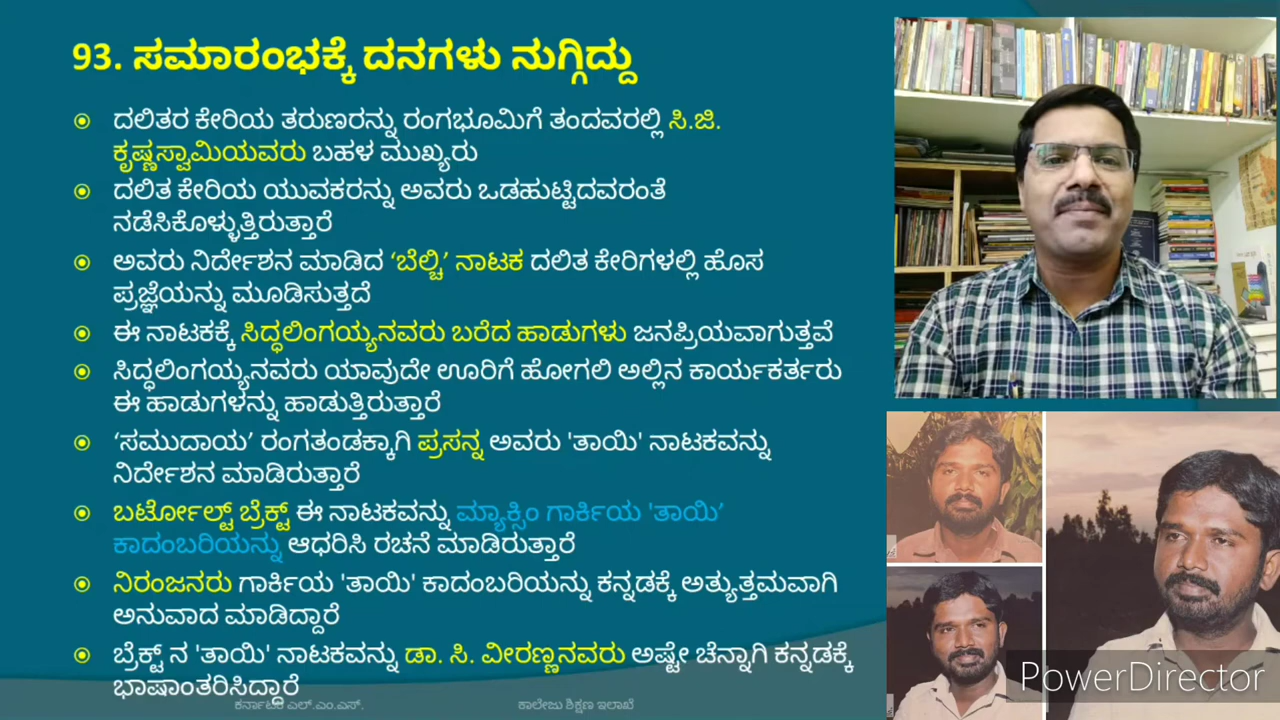 93. ಸಮಾರಂಭಕ್ಕೆ ದನಗಳು ನುಗ್ಗಿದ್ದು
ದಲಿತರ ಕೇರಿಯ ತರುಣರನ್ನು ರಂಗಭೂಮಿಗೆ ತಂದವರಲ್ಲಿ ಸಿ.ಜಿ.
ಕೃಷ್ಣಸ್ವಾಮಿಯವರು ಬಹಳ ಮುಖ್ಯರು
ದಲಿತ ಕೇರಿಯ ಯುವಕರನ್ನು ಅವರು ಒಡಹುಟ್ಟಿದವರಂತೆ
ನಡೆಸಿಕೊಳ್ಳುತ್ತಿರುತ್ತಾರೆ
ಅವರು ನಿರ್ದೇಶನ ಮಾಡಿದ ‘ಬೆಲ್ಚಿ’ ನಾಟಕ ದಲಿತ ಕೇರಿಗಳಲ್ಲಿ ಹೊಸ
ಪ್ರಜ್ಞೆಯನ್ನು ಮೂಡಿಸುತ್ತದೆ
ಈ ನಾಟಕಕ್ಕೆ ಸಿದ್ಧಲಿಂಗಯ್ಯನವರು ಬರೆದ ಹಾಡುಗಳು ಜನಪ್ರಿಯವಾಗುತ್ತವೆ
ಸಿದ್ಧಲಿಂಗಯ್ಯನವರು ಯಾವುದೇ ಊರಿಗೆ ಹೋಗಲಿ ಅಲ್ಲಿನ ಕಾರ್ಯಕರ್ತರು
ಈ ಹಾಡುಗಳನ್ನು ಹಾಡುತ್ತಿರುತ್ತಾರೆ
‘ಸಮುದಾಯ’ ರಂಗತಂಡಕ್ಕಾಗಿ ಪ್ರಸನ್ನ ಅವರು 'ತಾಯಿ' ನಾಟಕವನ್ನು
ನಿರ್ದೇಶನ ಮಾಡಿರುತ್ತಾರೆ
ಬರ್ಟೋಲ್ಟ್ ಬ್ರೆಕ್ಟ್ ಈ ನಾಟಕವನ್ನು ಮ್ಯಾಕ್ಸಿಂ ಗಾರ್ಕಿಯ 'ತಾಯಿ’
ಕಾದಂಬರಿಯನ್ನು ಆಧರಿಸಿ ರಚನೆ ಮಾಡಿರುತ್ತಾರೆ
ನಿರಂಜನರು ಗಾರ್ಕಿಯ 'ತಾಯಿ' ಕಾದಂಬರಿಯನ್ನು ಕನ್ನಡಕ್ಕೆ ಅತ್ಯುತ್ತಮವಾಗಿ
ಅನುವಾದ ಮಾಡಿದ್ದಾರೆ
ಬ್ರೆಕ್ಟ್ ನ 'ತಾಯಿ' ನಾಟಕವನ್ನು ಡಾ. ಸಿ. ವೀರಣ್ಣನವರು ಅಷ್ಟೇ ಚೆನ್ನಾಗಿ ಕನ್ನಡಕ್ಕೆ
ಭಾಷಾಂತರಿಸಿದ್ದಾರೆ
ಕರ್ನಾಟಕ ಎಲ್.ಎಂ.ಎಸ್.
ಕಾಲೇಜು ಶಿಕ್ಷಣ ಇಲಾಖೆ
PowerDirector